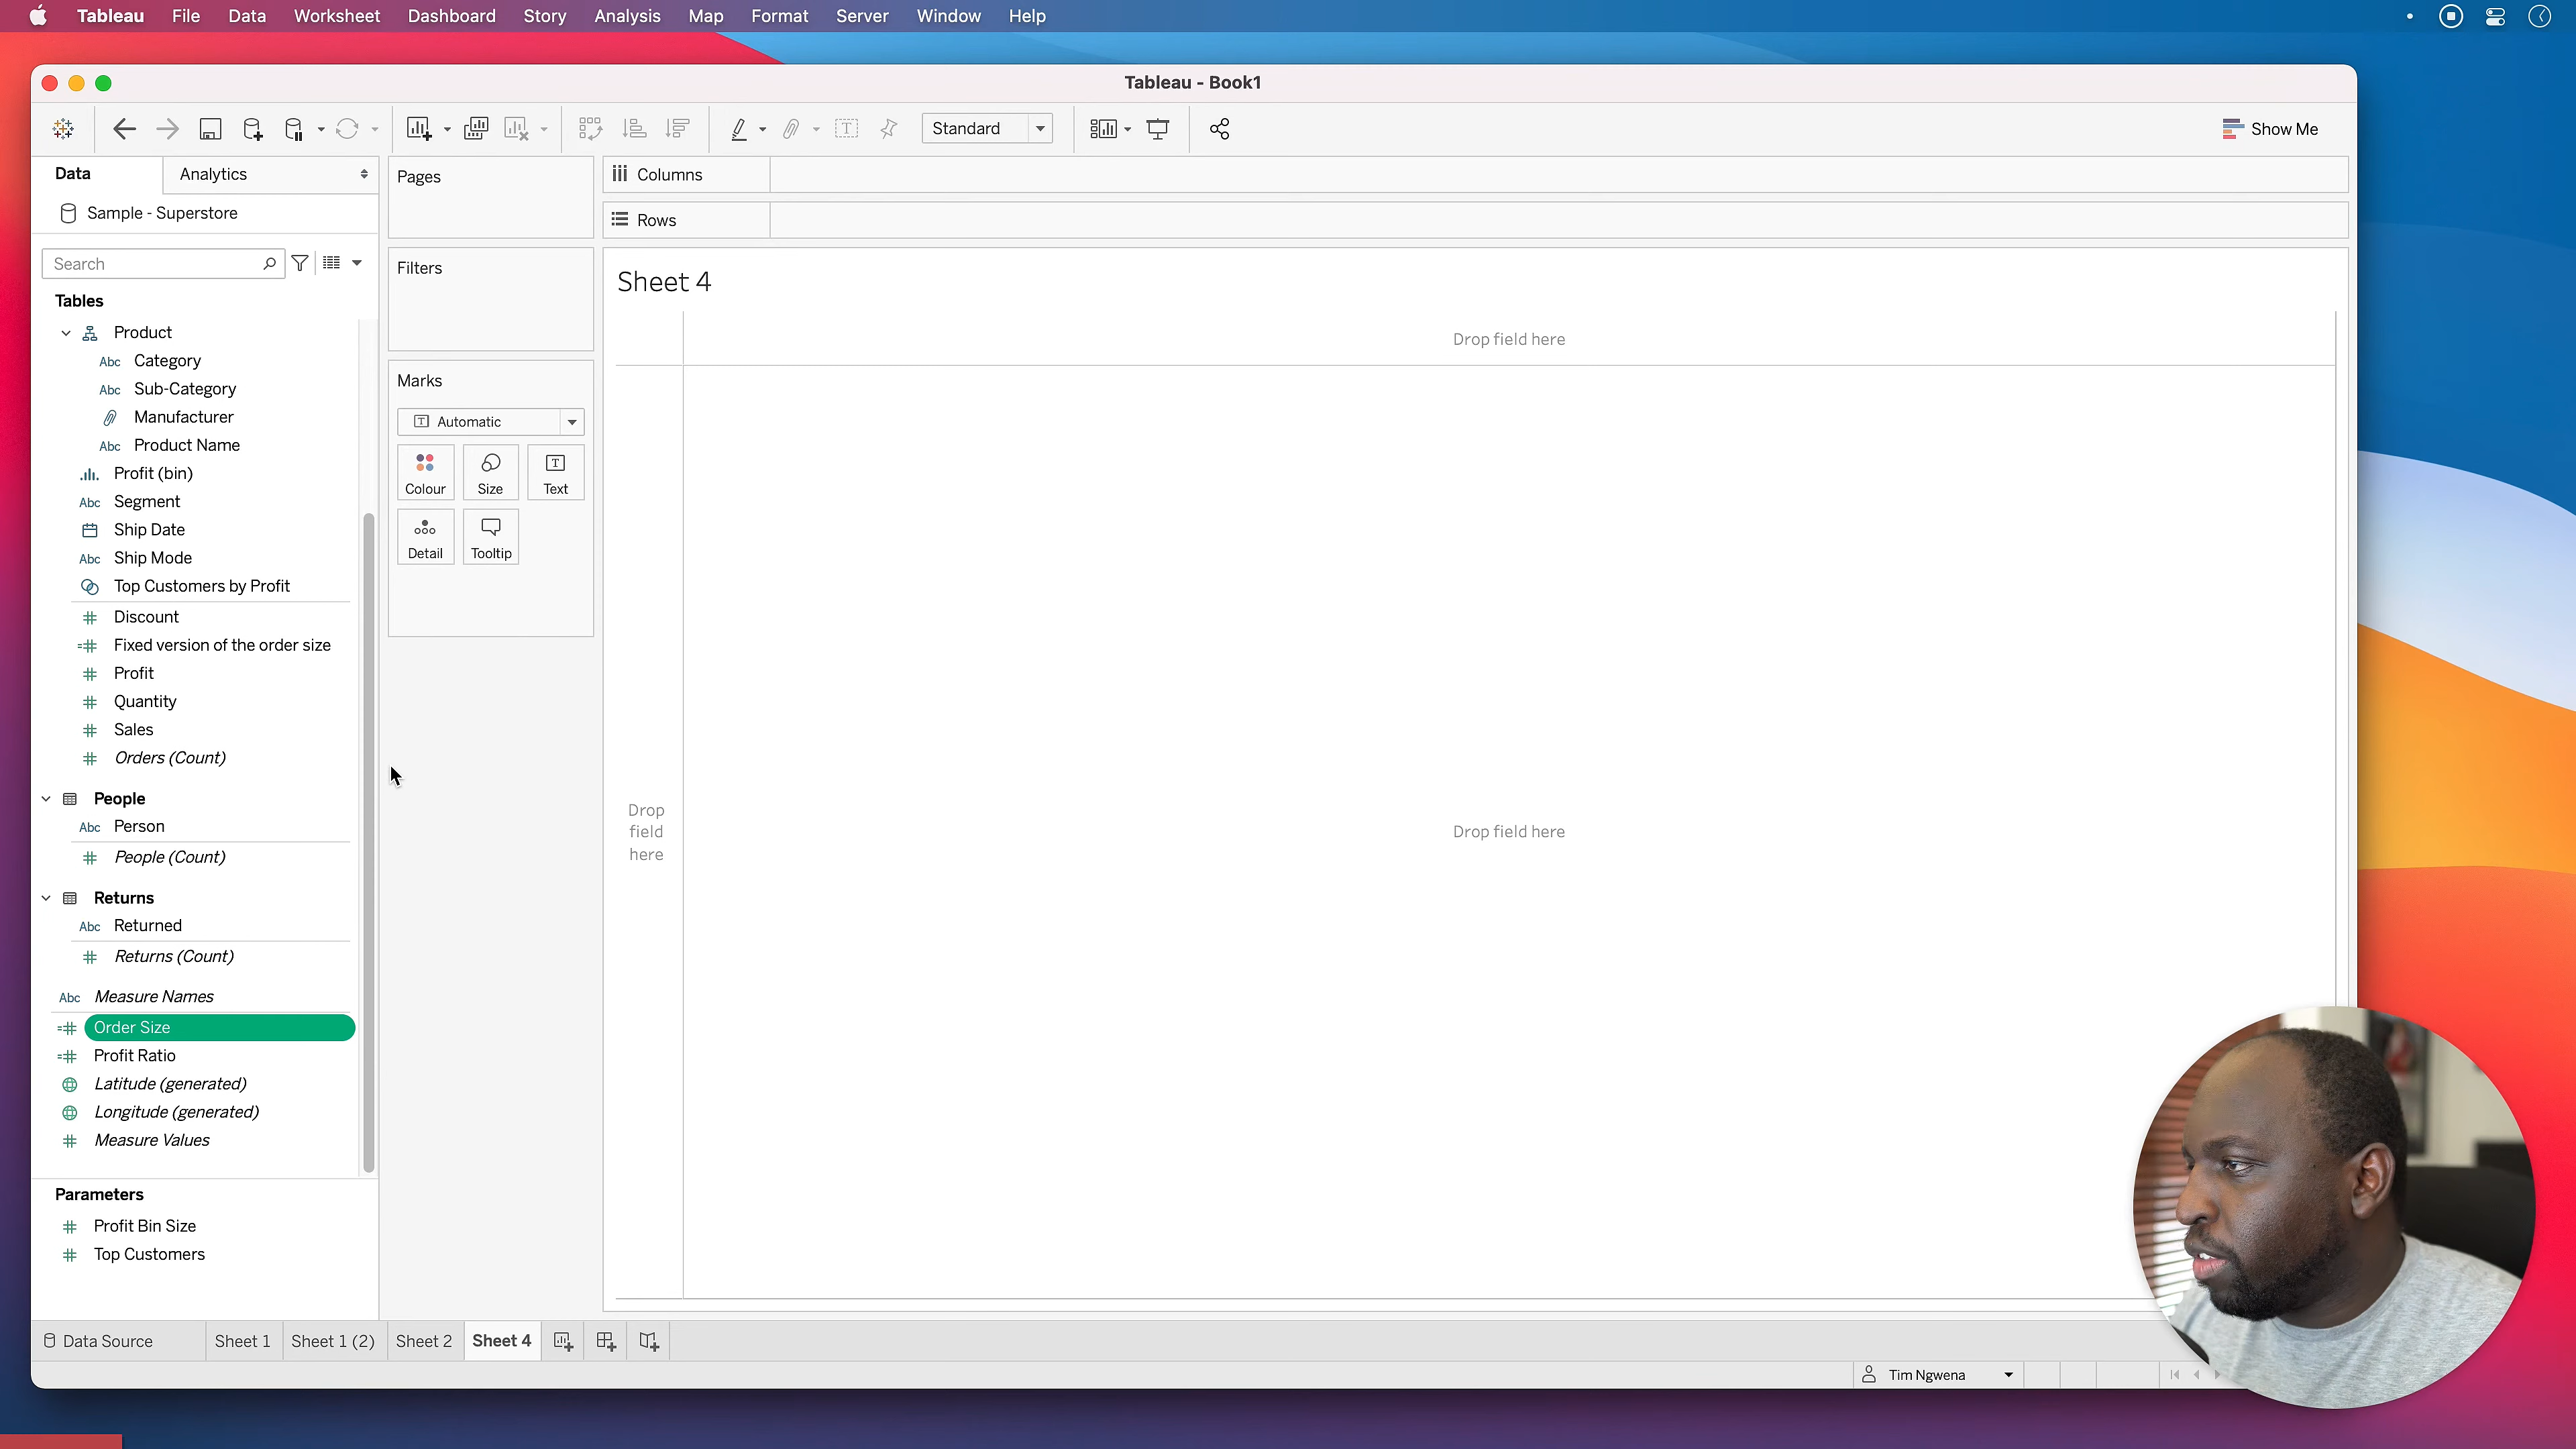 Tableau File Data Worksheet Dashboard Story Analysis Map Format Server Window Help
Tableau - Book1
Standard
Show Me
Data
Analytics
Sample - Superstore
Search
Tables
Product
Abc Category
Abc Sub-Category
Manufacturer
Abc Product Name
Profit (bin)
Abc Segment
Ship Date
Abc Ship Mode
Top Customers by Profit
Discount
Fixed version of the order size
Profit
Quantity
Sales
Orders (Count)
People
Abc Person
People (Count)
Returns
Abc Returned
Returns (Count)
Abc Measure Names
Order Size
Profit Ratio
Latitude (generated)
Longitude (generated)
Measure Values
Parameters
Profit Bin Size
Top Customers
Pages
Filters
Marks
Automatic
Colour
Size
Text
Detail
Tooltip
Columns
Rows
Sheet 4
Drop field here
Drop
field
here
Drop field here
Data Source
Sheet 1
Sheet 1 (2)
Sheet 2
Sheet 4
Tim Ngwena